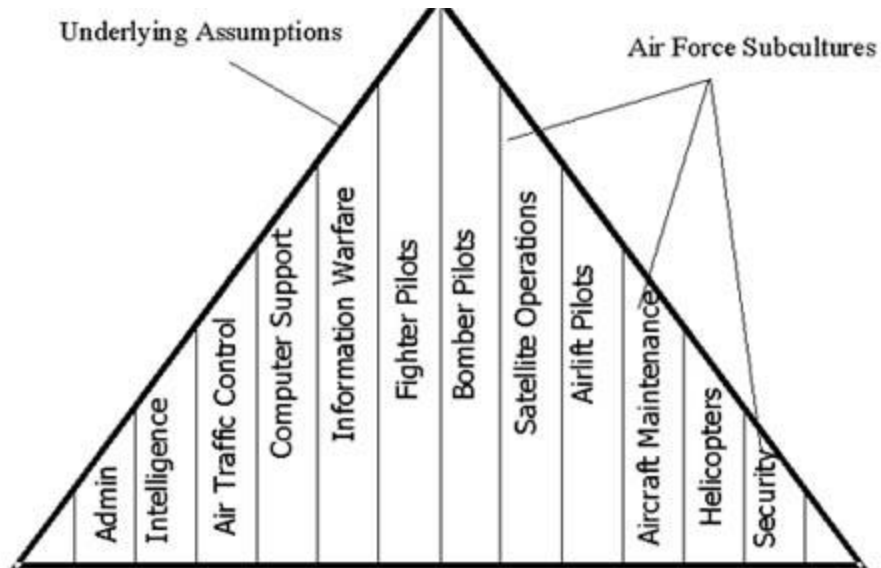 Underlying Assumptions
Air Force Subcultures
Admin
Intelligence
Air Traffic Control
Computer Support
Information Warfare
Fighter Pilots
Bomber Pilots
Satellite Operations
Airlift Pilots
Aircraft Maintenance
Helicopters
Security